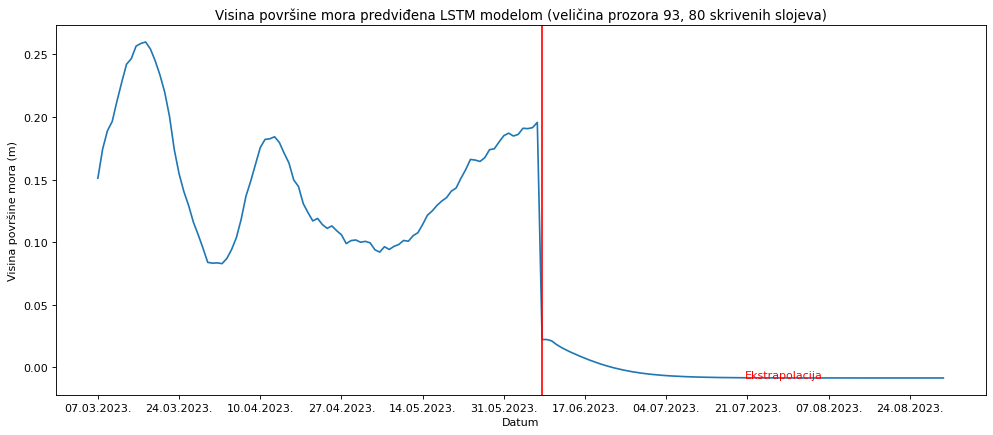 Visina površine mora predviđena LSTM modelom (veličina prozora 93, 80 skrivenih slojeva)
Visina površine mora (m)
0.25
0.20
0.15
0.10
0.05
0.00
Ekstrapolacija
07.03.2023. 24.03.2023. 10.04.2023. 27.04.2023. 14.05.2023. 31.05.2023. 17.06.2023. 04.07.2023. 21.07.2023. 07.08.2023. 24.08.2023.
Datum